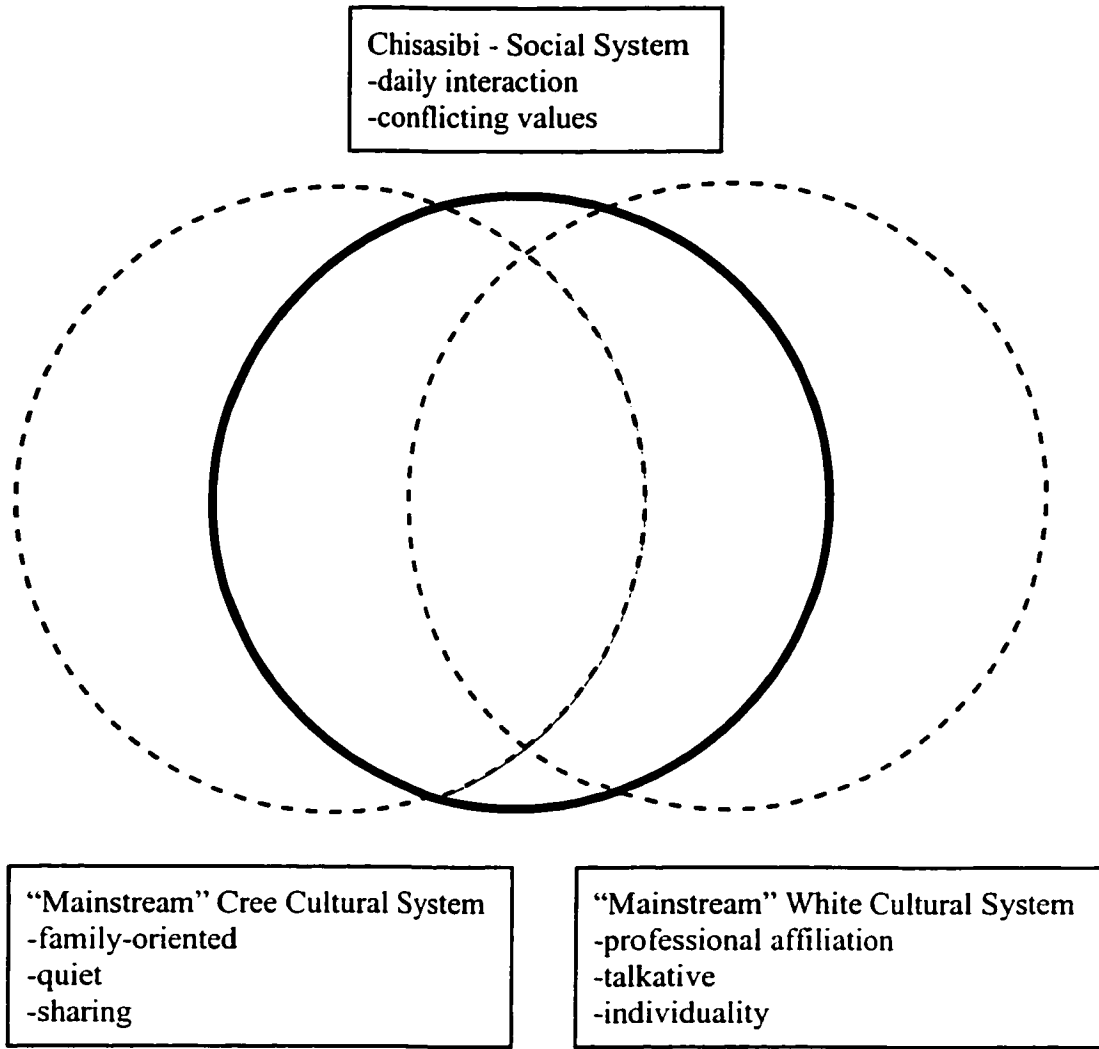 Chisasibi - Social System
-daily interaction
-conflicting values
“Mainstream” Cree Cultural System
-family-oriented
-quiet
-sharing
“Mainstream” White Cultural System
-professional affiliation
-talkative
-individuality